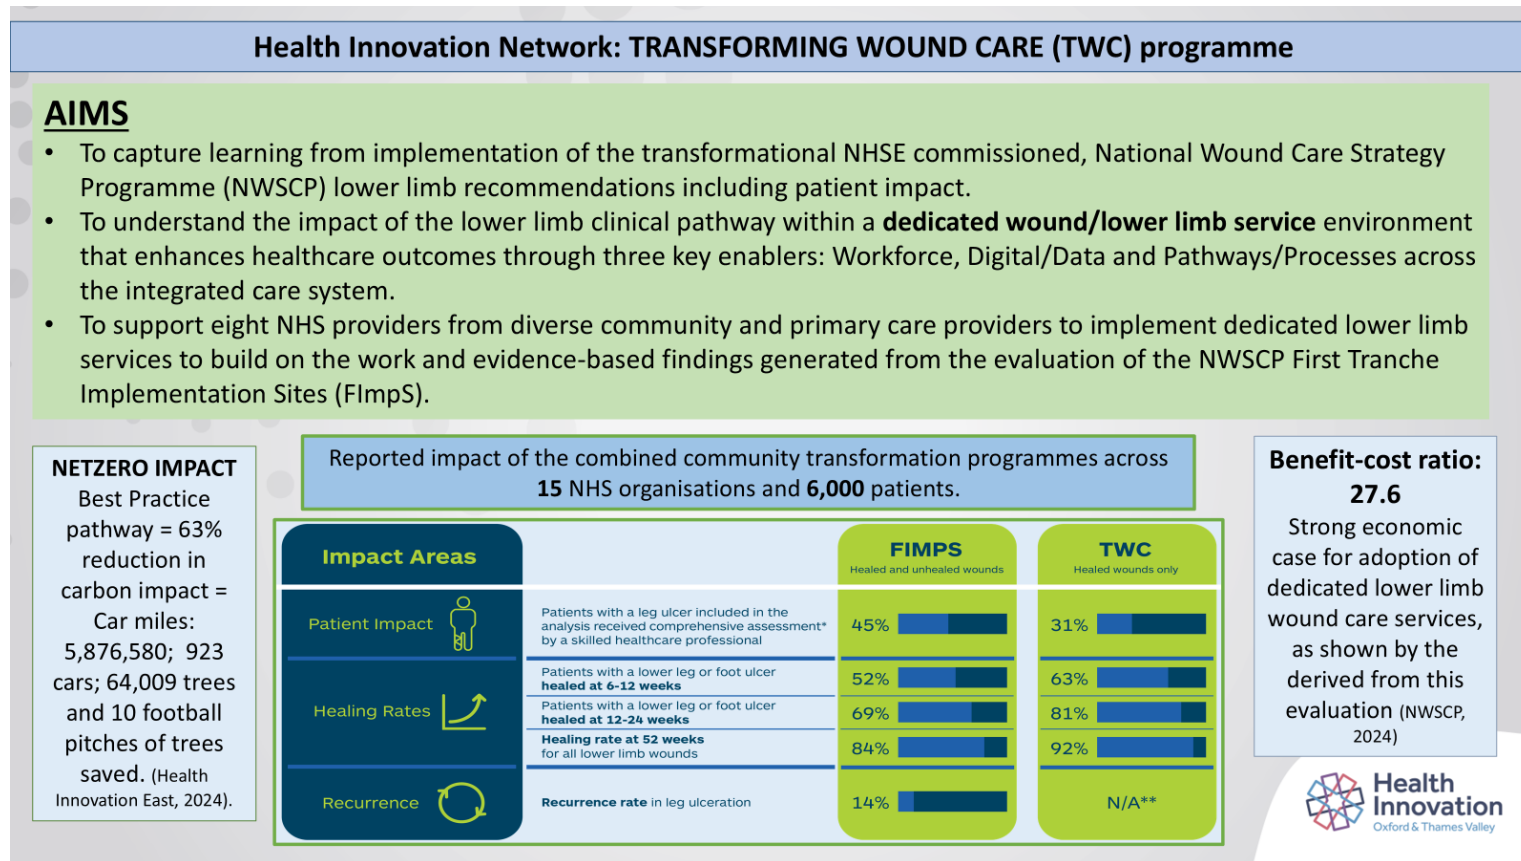 Health Innovation Network: TRANSFORMING WOUND CARE (TWC) programme
AIMS
• To capture learning from implementation of the transformational NHSE commissioned, National Wound Care Strategy
Programme (NWSCP) lower limb recommendations including patient impact.
• To understand the impact of the lower limb clinical pathway within a dedicated wound/lower limb service environment
that enhances healthcare outcomes through three key enablers: Workforce, Digital/Data and Pathways/Processes across
the integrated care system.
• To support eight NHS providers from diverse community and primary care providers to implement dedicated lower limb
services to build on the work and evidence-based findings generated from the evaluation of the NWSCP First Tranche
Implementation Sites (FImpS).
NETZERO IMPACT
Best Practice
pathway = 63%
reduction in
carbon impact =
Car miles:
5,876,580; 923
cars; 64,009 trees
and 10 football
pitches of trees
saved. (Health
Innovation East, 2024).
Reported impact of the combined community transformation programmes across
15 NHS organisations and 6,000 patients.
Impact Areas
FIMPS
Healed and unhealed wounds
TWC
Healed wounds only
Patient Impact
Patients with a leg ulcer included in the
analysis received comprehensive assessment*
by a skilled healthcare professional
45%
31%
Healing Rates
Patients with a lower leg or foot ulcer
healed at 6-12 weeks
52%
63%
Patients with a lower leg or foot ulcer
healed at 12-24 weeks
69%
81%
Healing rate at 52 weeks
for all lower limb wounds
84%
92%
Recurrence
Recurrence rate in leg ulceration
14%
N/A**
Benefit-cost ratio:
27.6
Strong economic
case for adoption of
dedicated lower limb
wound care services,
as shown by the
derived from this
evaluation (NWSCP,
2024)
Health
Innovation
Oxford & Thames Valley